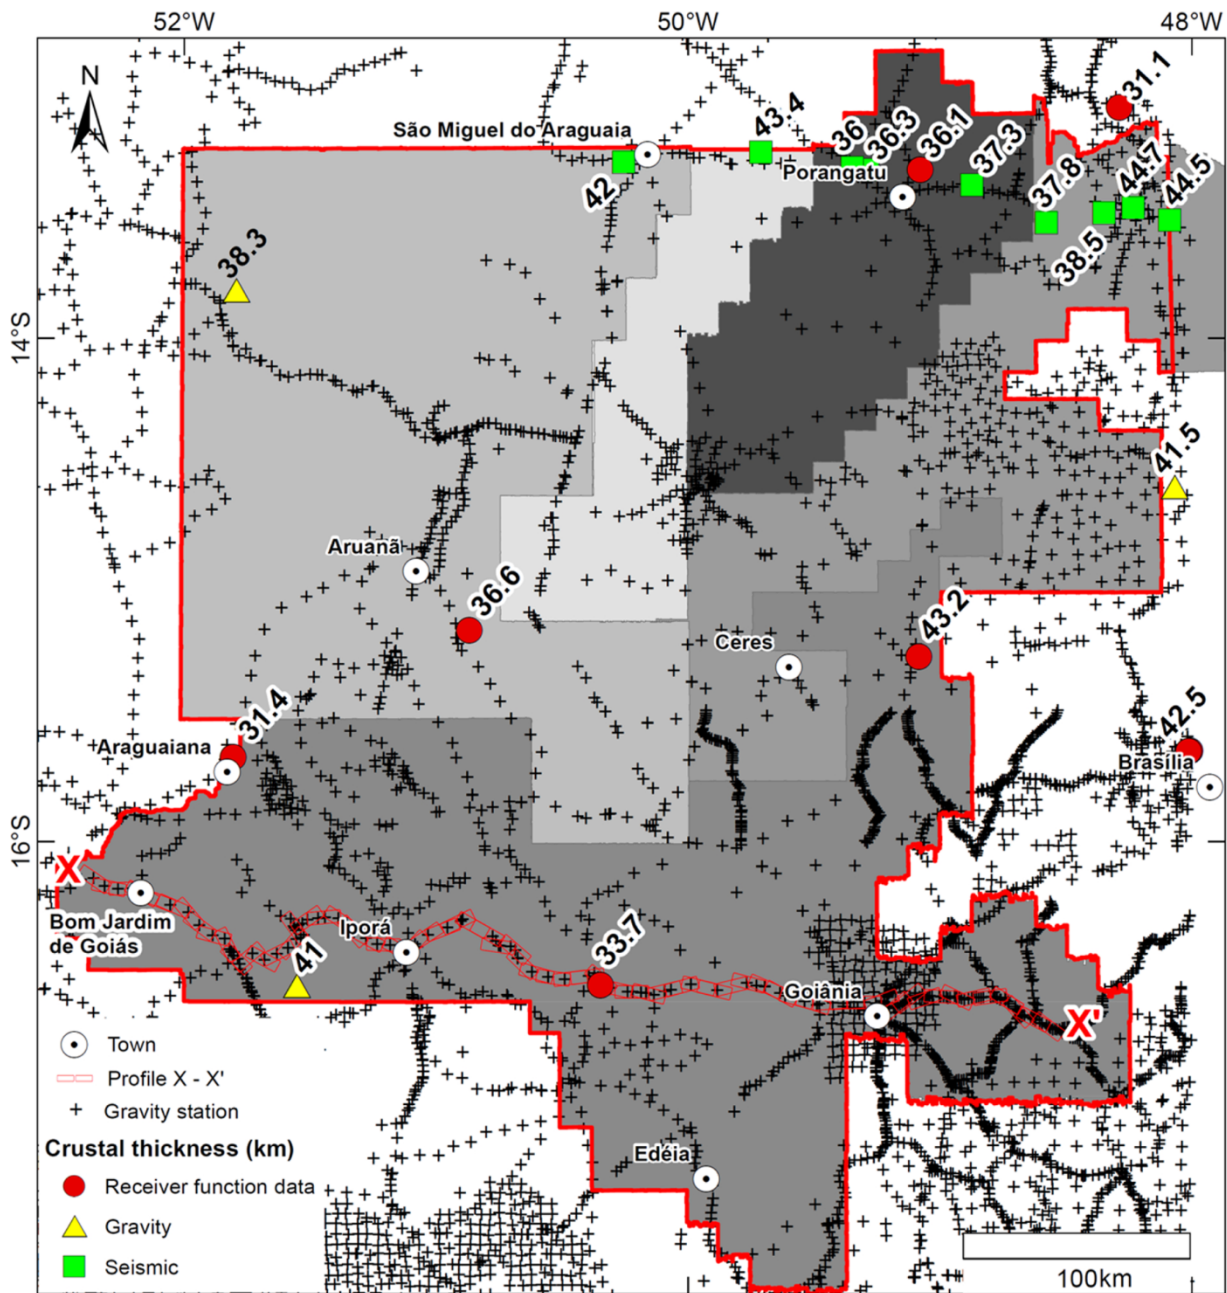 52°W
50°W
48°W
N
31.1
São Miguel do Araguaia
43.4
36
36.3
36.1
37.3
Porangatu
42
37.8
44.7
44.5
38.5
38.3
14°S
41.5
Aruanã
36.6
Ceres
43.2
31.4
Araguaiana
42.5
Brasília
16°S
X
Bom Jardim
de Goiás
Iporá
41
33.7
Goiânia
X'
Town
Profile X - X'
Gravity station
Crustal thickness (km)
Receiver function data
Gravity
Seismic
Edéia
100km